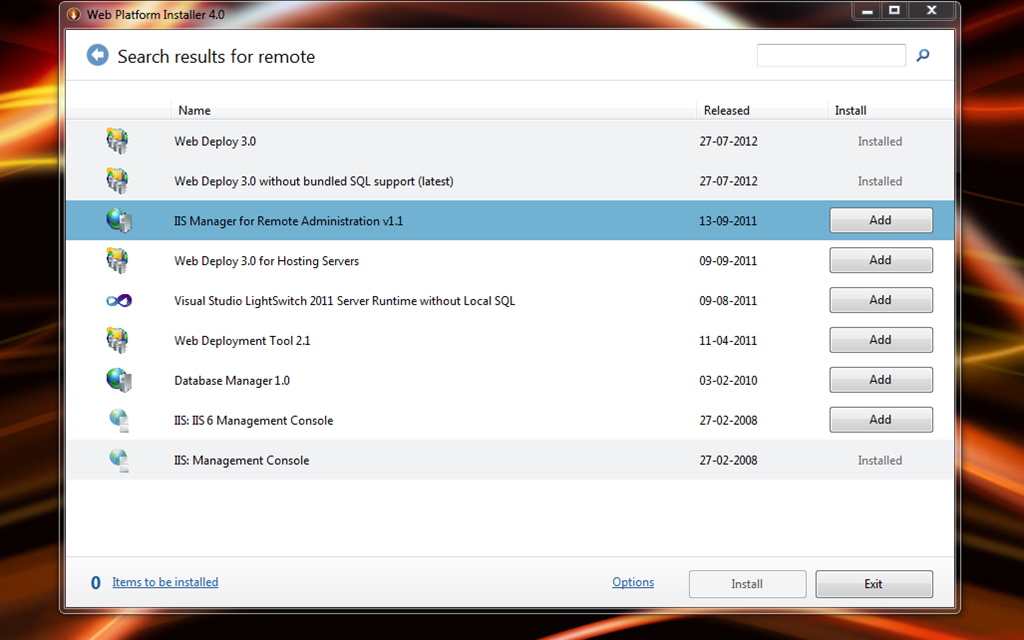 Web Platform Installer 4.0
Search results for remote
Name Released Install
Web Deploy 3.0 27-07-2012 Installed
Web Deploy 3.0 without bundled SQL support (latest) 27-07-2012 Installed
IIS Manager for Remote Administration v1.1 13-09-2011 Add
Web Deploy 3.0 for Hosting Servers 09-09-2011 Add
Visual Studio LightSwitch 2011 Server Runtime without Local SQL 09-08-2011 Add
Web Deployment Tool 2.1 11-04-2011 Add
Database Manager 1.0 03-02-2010 Add
IIS: IIS 6 Management Console 27-02-2008 Add
IIS: Management Console 27-02-2008 Installed
0 Items to be installed Options Install Exit